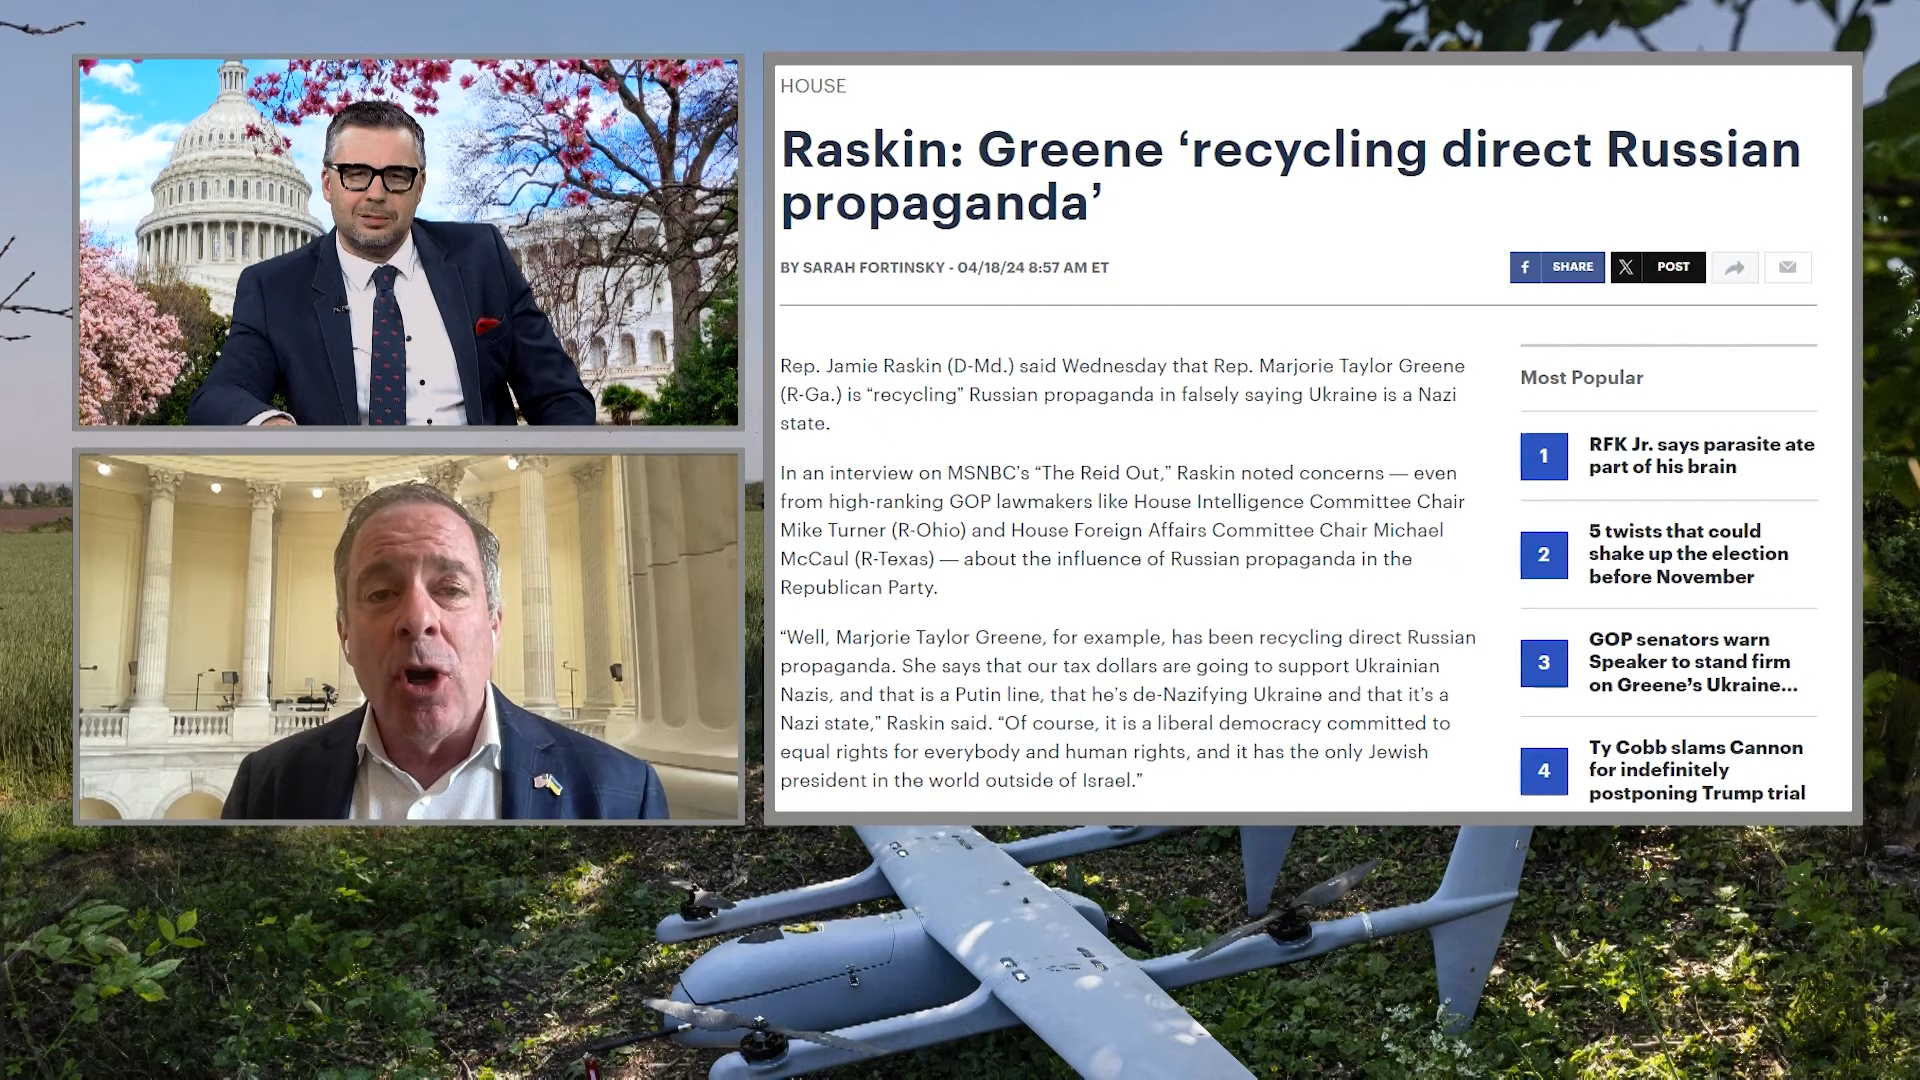 HOUSE
Raskin: Greene ‘recycling direct Russian
propaganda’
BY SARAH FORTINSKY - 04/18/24 8:57 AM ET
f SHARE
X POST
Rep. Jamie Raskin (D-Md.) said Wednesday that Rep. Marjorie Taylor Greene
(R-Ga.) is “recycling” Russian propaganda in falsely saying Ukraine is a Nazi
state.
In an interview on MSNBC’s “The Reid Out,” Raskin noted concerns — even
from high-ranking GOP lawmakers like House Intelligence Committee Chair
Mike Turner (R-Ohio) and House Foreign Affairs Committee Chair Michael
McCaul (R-Texas) — about the influence of Russian propaganda in the
Republican Party.
“Well, Marjorie Taylor Greene, for example, has been recycling direct Russian
propaganda. She says that our tax dollars are going to support Ukrainian
Nazis, and that is a Putin line, that he’s de-Nazifying Ukraine and that it’s a
Nazi state,” Raskin said. “Of course, it is a liberal democracy committed to
equal rights for everybody and human rights, and it has the only Jewish
president in the world outside of Israel.”
Most Popular
1
RFK Jr. says parasite ate
part of his brain
2
5 twists that could
shake up the election
before November
3
GOP senators warn
Speaker to stand firm
on Greene’s Ukraine...
4
Ty Cobb slams Cannon
for indefinitely
postponing Trump trial